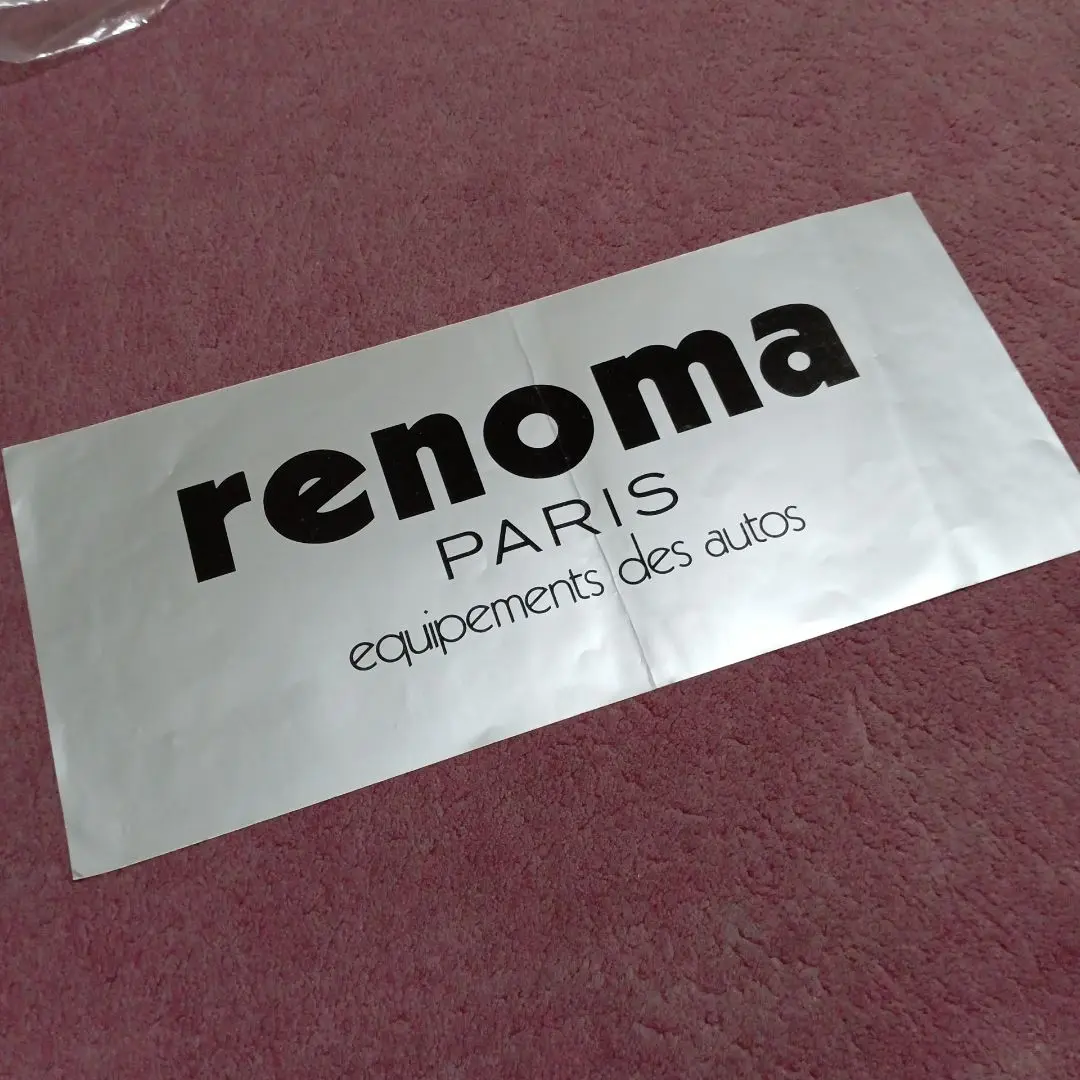 renoma
PARIS
equipements des autos